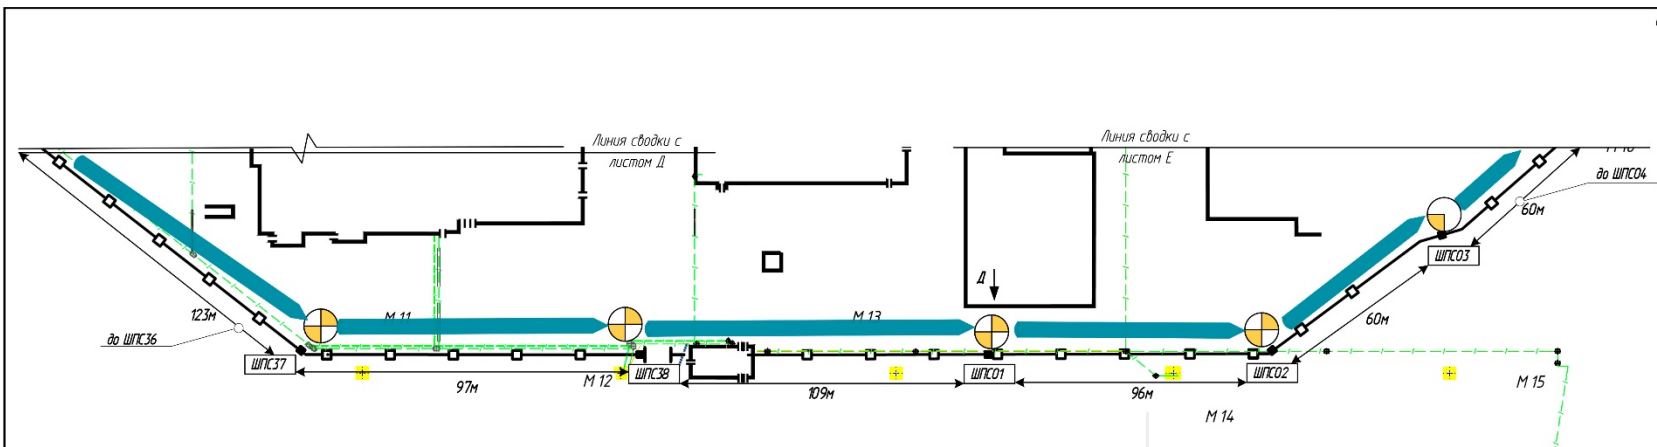 Линия сводки с
листом Д
Линия сводки с
листом Е
до ШПС04
60м
ШПС03
Д
123м
М 11
М 13
60м
до ШПС36
ШПС37
97м
М 12
ШПС38
109м
ШПС01
96м
ШПС02
М 15
М 14